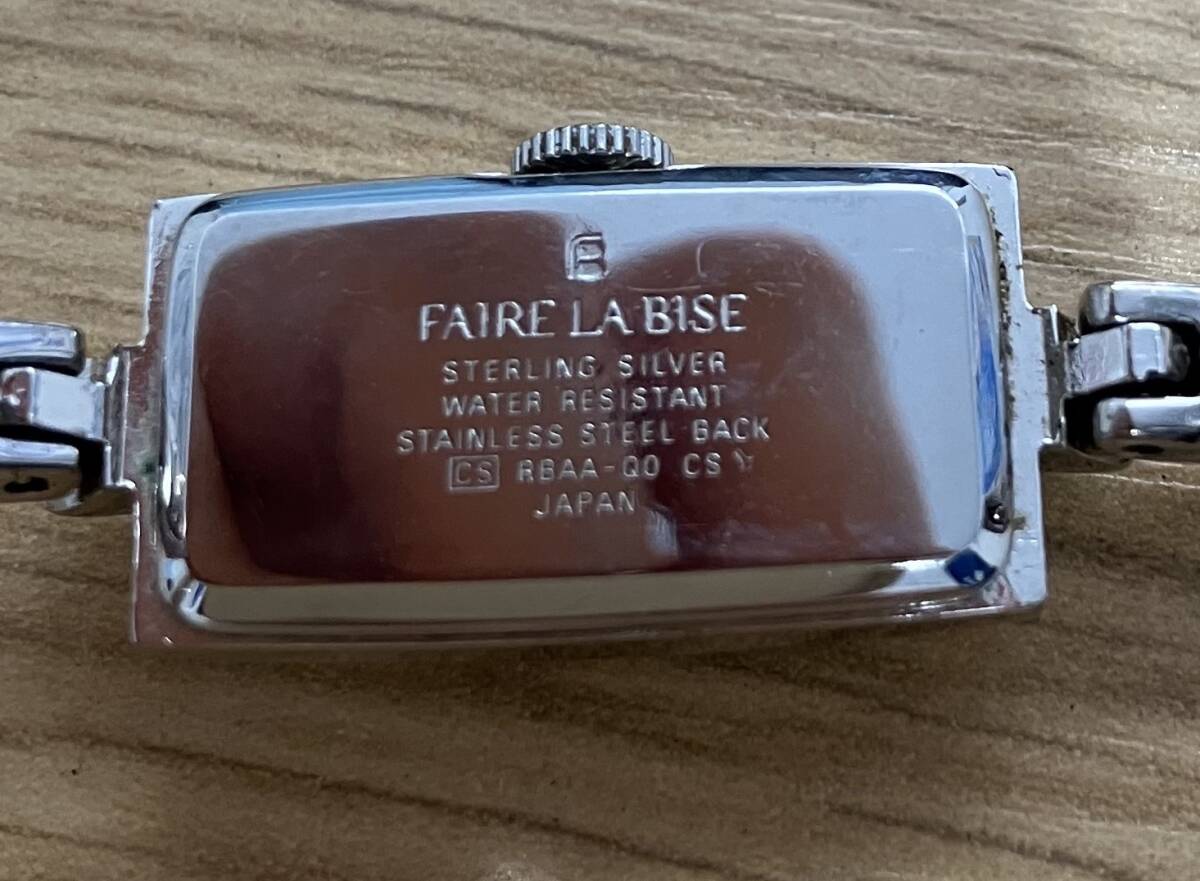 FAIRE LA BISE
STERLING SILVER
WATER RESISTANT
STAINLESS STEEL BACK
CS RBAA-Q0 CS
JAPAN